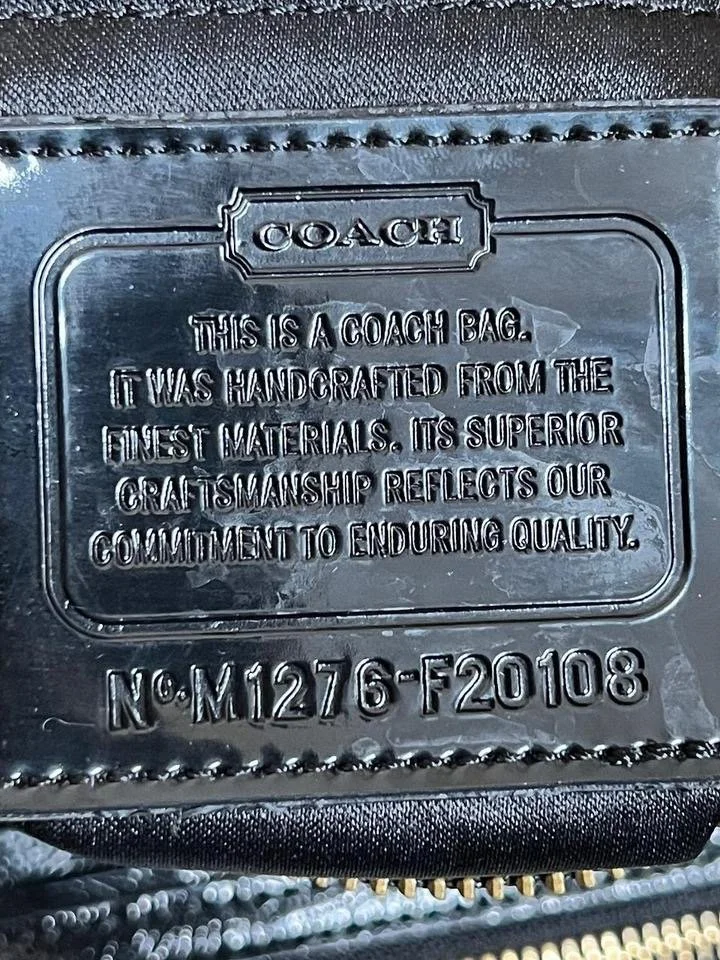 COACH
THIS IS A COACH BAG.
IT WAS HANDCRAFTED FROM THE
FINEST MATERIALS. ITS SUPERIOR
CRAFTSMANSHIP REFLECTS OUR
COMMITMENT TO ENDURING QUALITY.
No. M1276-F20108